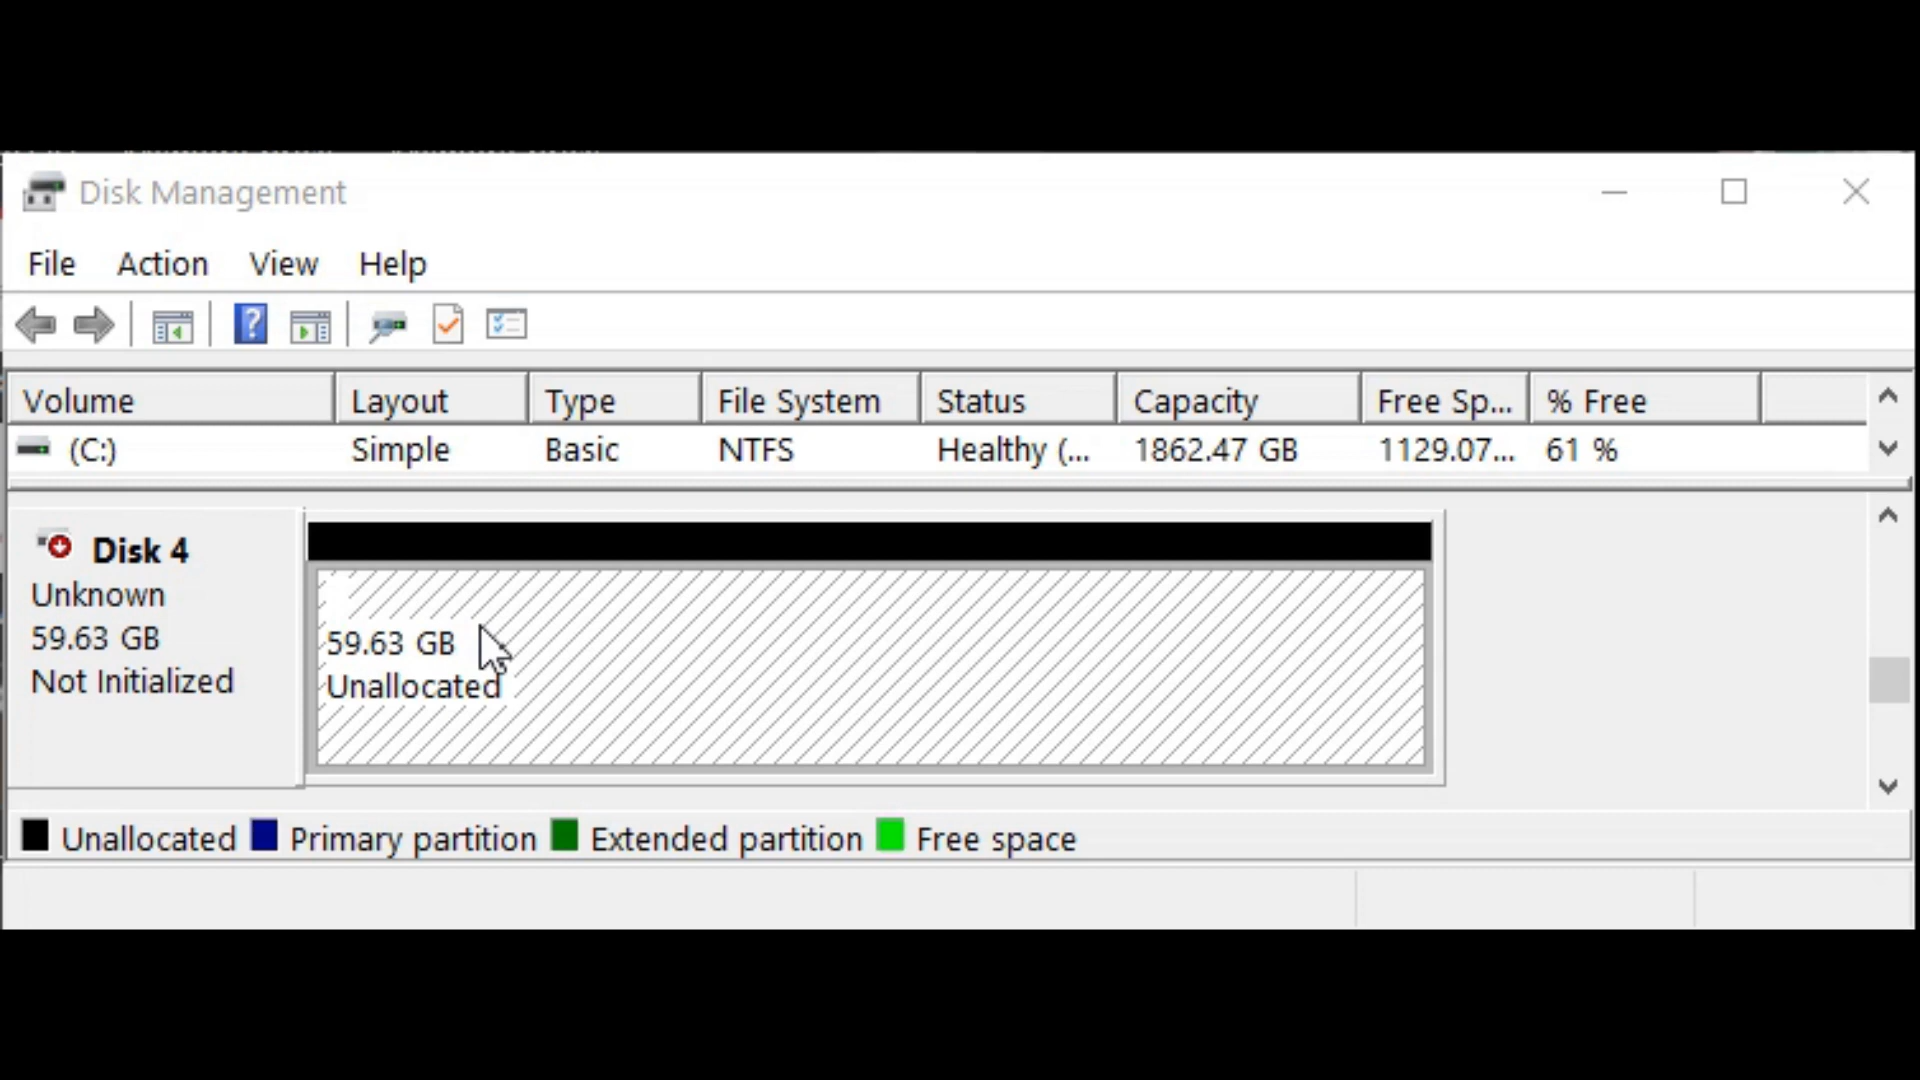 Disk Management
File Action View Help
Volume Layout Type File System Status Capacity Free Sp... % Free
(C:) Simple Basic NTFS Healthy (... 1862.47 GB 1129.07... 61 %
Disk 4
Unknown
59.63 GB
Not Initialized
59.63 GB
Unallocated
Unallocated Primary partition Extended partition Free space